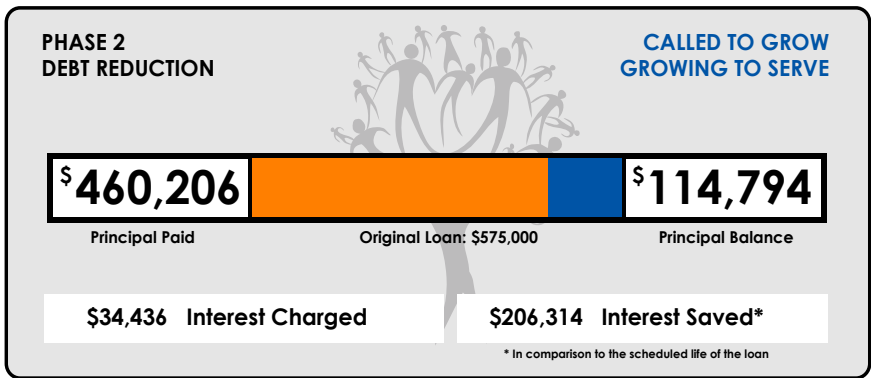 PHASE 2
DEBT REDUCTION
CALLED TO GROW
GROWING TO SERVE
$460,206
$114,794
Principal Paid
Original Loan: $575,000
Principal Balance
$34,436 Interest Charged
$206,314 Interest Saved*
* In comparison to the scheduled life of the loan